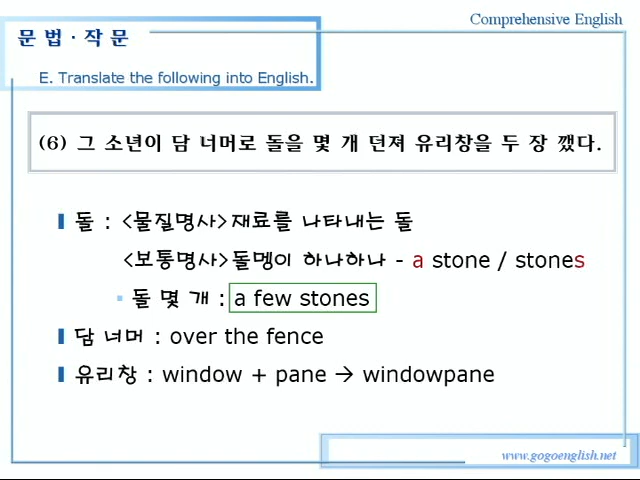 Comprehensive English
문 법 · 작 문
E. Translate the following into English.
(6) 그 소년이 담 너머로 돌을 몇 개 던져 유리창을 두 장 깼다.
돌 : <물질명사>재료를 나타내는 돌
<보통명사>돌멩이 하나하나 - a stone / stones
돌 몇 개 : a few stones
담 너머 : over the fence
유리창 : window + pane → windowpane
www.gogoenglish.net